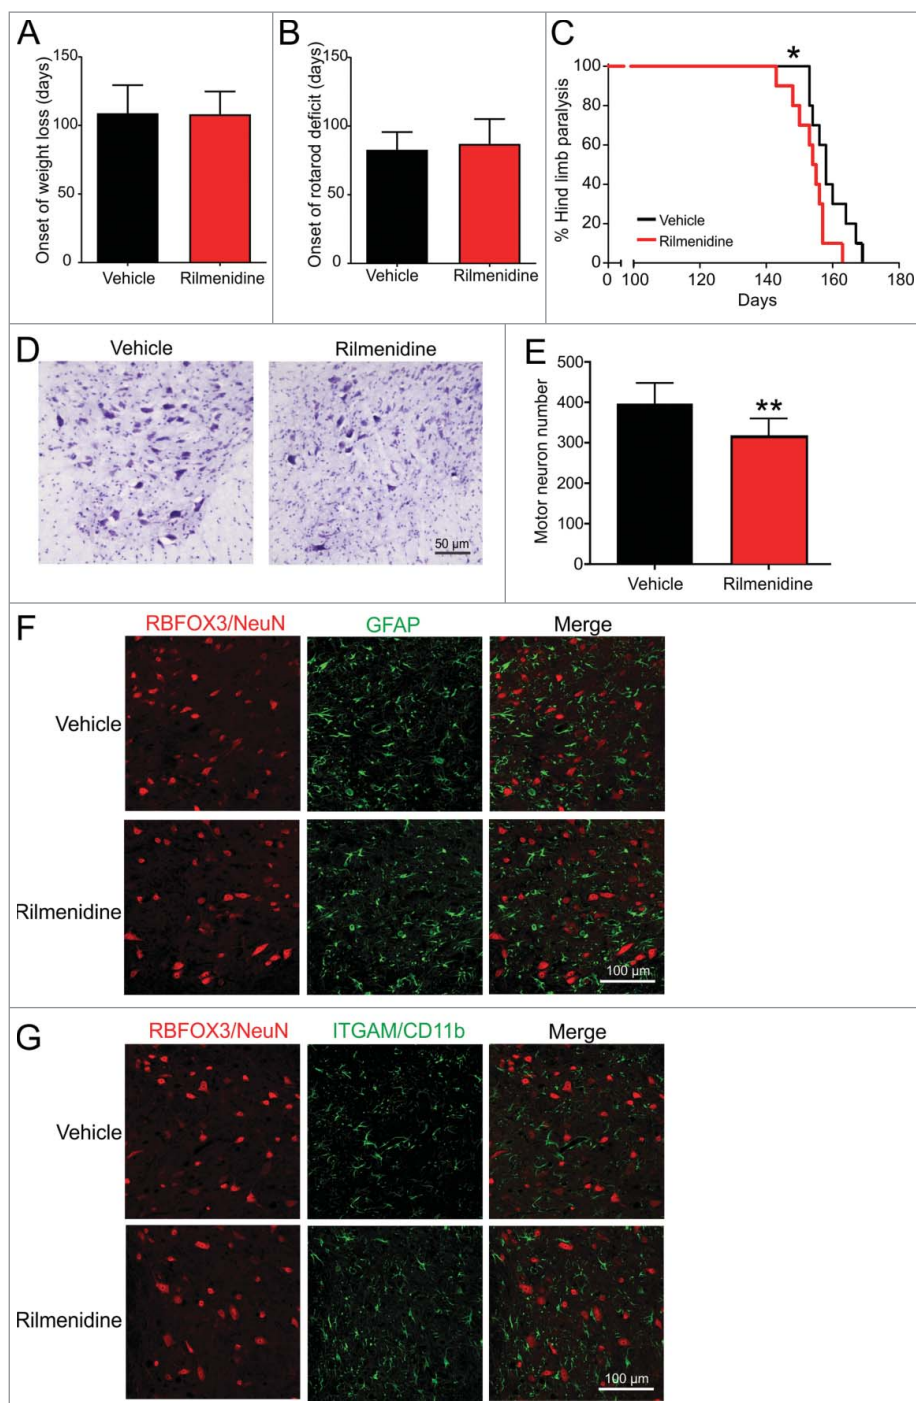 A
Onset of weight loss (days)
150
100
50
0
Vehicle
Rilmenidine
B
Onset of rotarod deficit (days)
150
100
50
0
Vehicle
Rilmenidine
C
*
% Hind limb paralysis
100
80
60
40
20
0
Vehicle
Rilmenidine
0 100 120 140 160 180
Days
D
Vehicle
Rilmenidine
50 µm
E
Motor neuron number
500
400
300
200
100
0
**
Vehicle
Rilmenidine
F
RBFOX3/NeuN GFAP Merge
Vehicle
Rilmenidine
100 µm
G
RBFOX3/NeuN ITGAM/CD11b Merge
Vehicle
Rilmenidine
100 µm